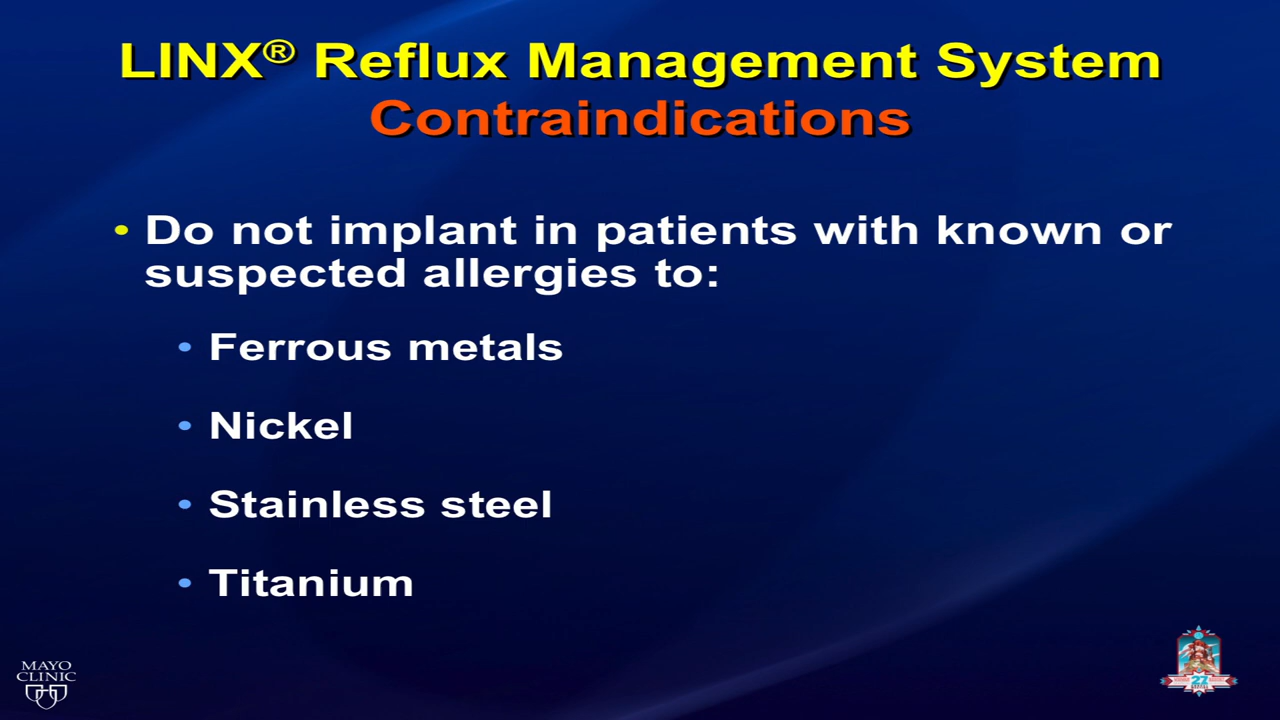 LINX® Reflux Management System
Contraindications
• Do not implant in patients with known or
suspected allergies to:
• Ferrous metals
• Nickel
• Stainless steel
• Titanium
MAYO
CLINIC
27